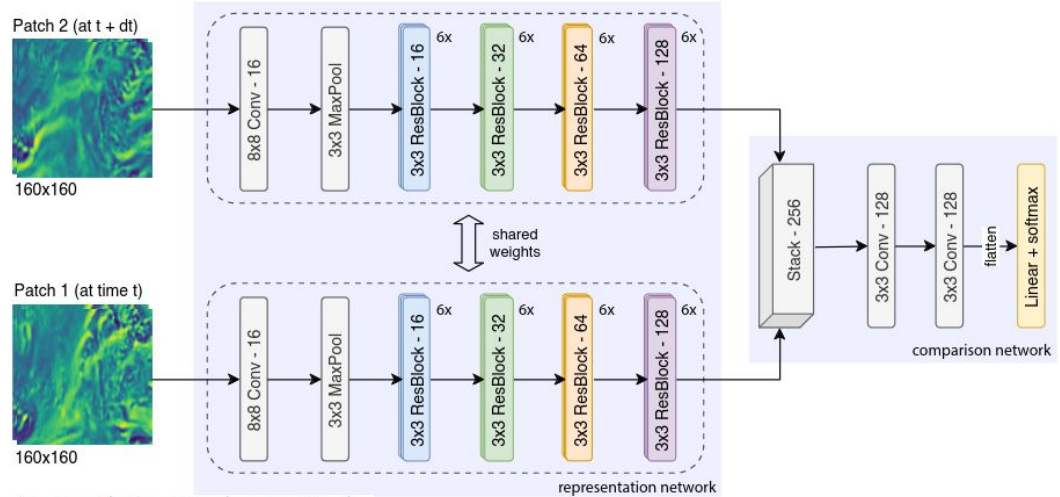 Patch 2 (at t + dt)
160x160
8x8 Conv - 16
3x3 MaxPool
3x3 ResBlock - 16
6x
3x3 ResBlock - 32
6x
3x3 ResBlock - 64
6x
3x3 ResBlock - 128
6x
shared
weights
Patch 1 (at time t)
160x160
8x8 Conv - 16
3x3 MaxPool
3x3 ResBlock - 16
6x
3x3 ResBlock - 32
6x
3x3 ResBlock - 64
6x
3x3 ResBlock - 128
6x
representation network
Stack - 256
3x3 Conv - 128
3x3 Conv - 128
flatten
Linear + softmax
comparison network